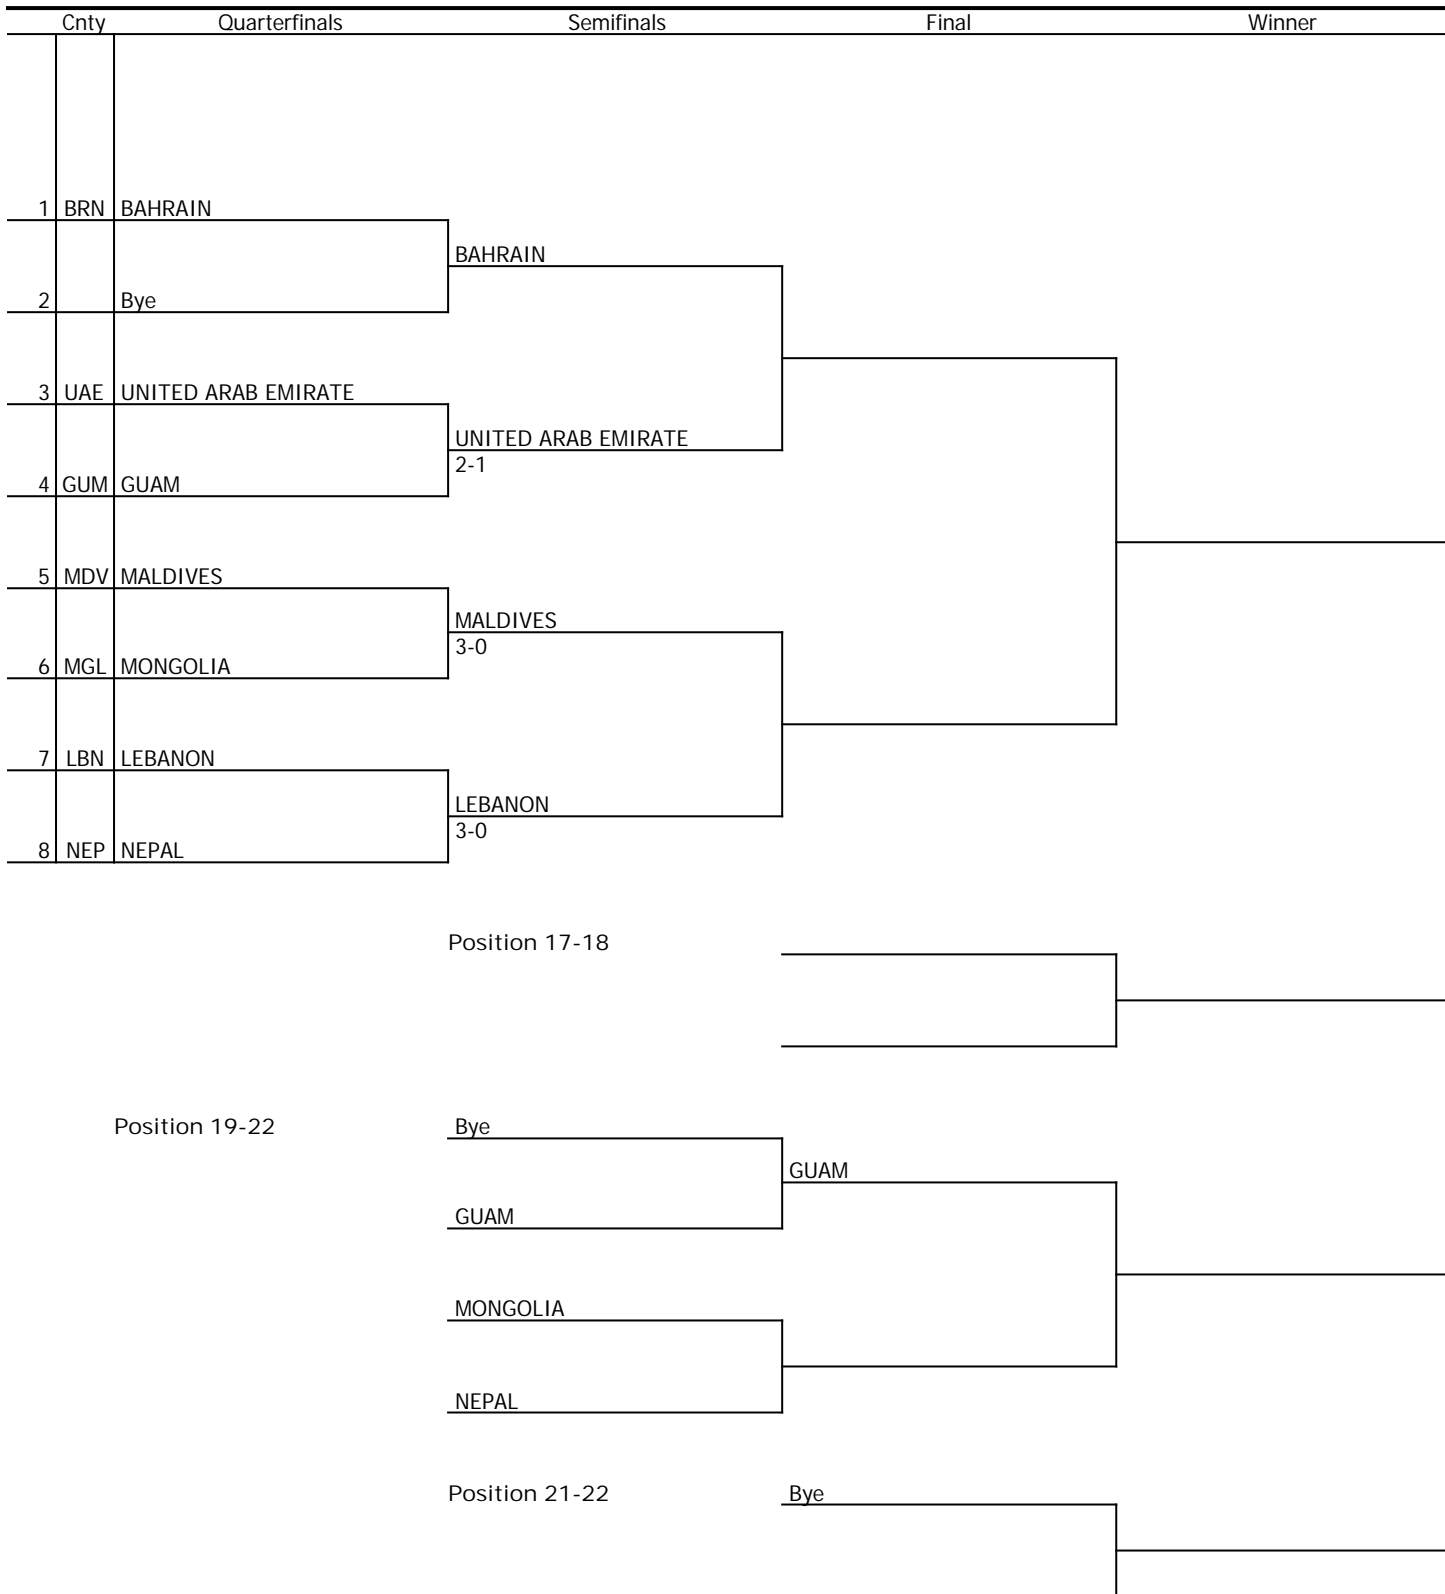 Cnty Quarterfinals Semifinals Final Winner
1 BRN BAHRAIN
BAHRAIN
2 Bye
3 UAE UNITED ARAB EMIRATE
UNITED ARAB EMIRATE
2-1
4 GUM GUAM
5 MDV MALDIVES
MALDIVES
3-0
6 MGL MONGOLIA
7 LBN LEBANON
LEBANON
3-0
8 NEP NEPAL
Position 17-18
Position 19-22 Bye
GUAM
GUAM
MONGOLIA
NEPAL
Position 21-22 Bye